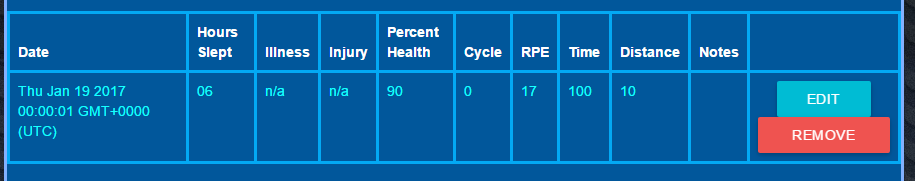 Date
Hours
Slept
Illness
Injury
Percent
Health
Cycle
RPE
Time
Distance
Notes
Thu Jan 19 2017
00:00:01 GMT+0000
(UTC)
06
n/a
n/a
90
0
17
100
10
EDIT
REMOVE